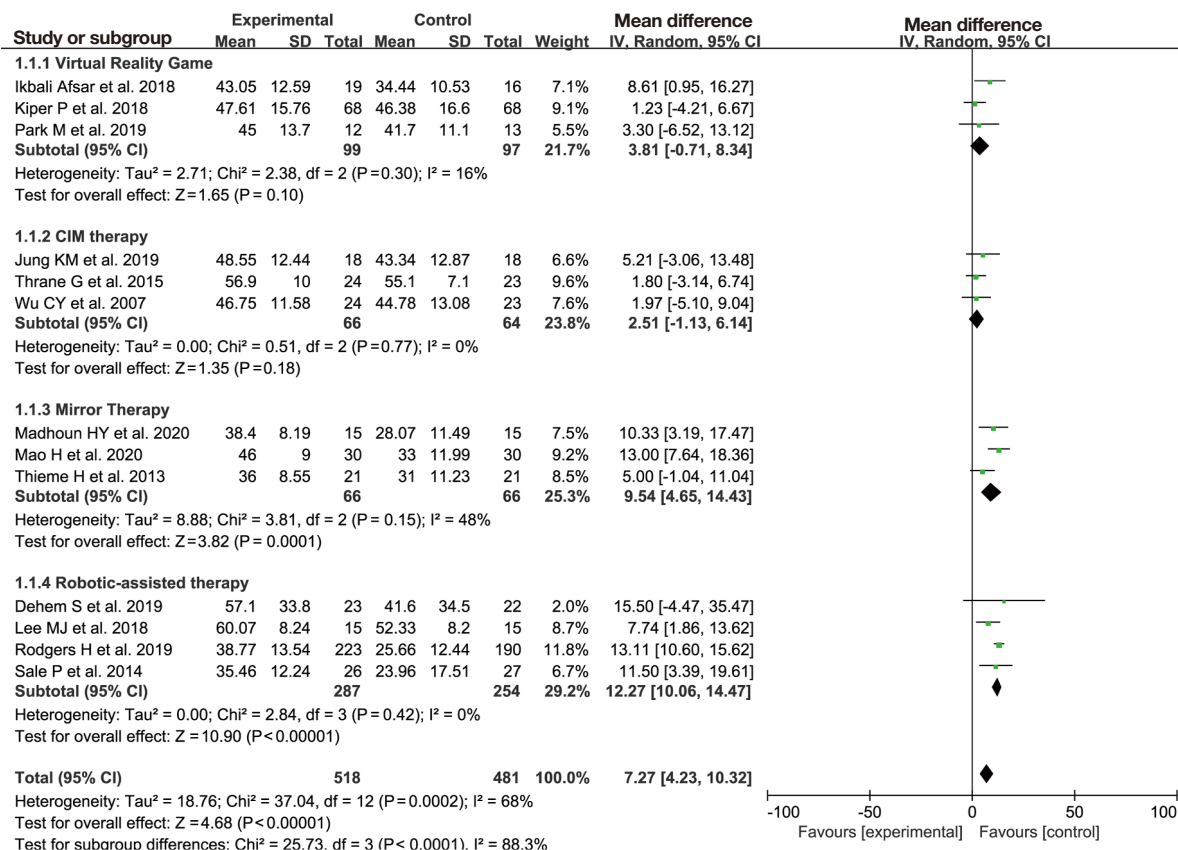 Experimental Control Mean difference Mean difference
Study or subgroup Mean SD Total Mean SD Total Weight IV, Random, 95% CI IV, Random, 95% CI
1.1.1 Virtual Reality Game
Ikbali Afsar et al. 2018 43.05 12.59 19 34.44 10.53 16 7.1% 8.61 [0.95, 16.27]
Kiper P et al. 2018 47.61 15.76 68 46.38 16.6 68 9.1% 1.23 [-4.21, 6.67]
Park M et al. 2019 45 13.7 12 41.7 11.1 13 5.5% 3.30 [-6.52, 13.12]
Subtotal (95% CI) 99 97 21.7% 3.81 [-0.71, 8.34]
Heterogeneity: Tau² = 2.71; Chi² = 2.38, df = 2 (P=0.30); I² = 16%
Test for overall effect: Z=1.65 (P = 0.10)
1.1.2 CIM therapy
Jung KM et al. 2019 48.55 12.44 18 43.34 12.87 18 6.6% 5.21 [-3.06, 13.48]
Thrane G et al. 2015 56.9 10 24 55.1 7.1 23 9.6% 1.80 [-3.14, 6.74]
Wu CY et al. 2007 46.75 11.58 24 44.78 13.08 23 7.6% 1.97 [-5.10, 9.04]
Subtotal (95% CI) 66 64 23.8% 2.51 [-1.13, 6.14]
Heterogeneity: Tau² = 0.00; Chi² = 0.51, df = 2 (P=0.77); I² = 0%
Test for overall effect: Z=1.35 (P=0.18)
1.1.3 Mirror Therapy
Madhoun HY et al. 2020 38.4 8.19 15 28.07 11.49 15 7.5% 10.33 [3.19, 17.47]
Mao H et al. 2020 46 9 30 33 11.99 30 9.2% 13.00 [7.64, 18.36]
Thieme H et al. 2013 36 8.55 21 31 11.23 21 8.5% 5.00 [-1.04, 11.04]
Subtotal (95% CI) 66 66 25.3% 9.54 [4.65, 14.43]
Heterogeneity: Tau² = 8.88; Chi² = 3.81, df = 2 (P = 0.15); I² = 48%
Test for overall effect: Z=3.82 (P = 0.0001)
1.1.4 Robotic-assisted therapy
Dehem S et al. 2019 57.1 33.8 23 41.6 34.5 22 2.0% 15.50 [-4.47, 35.47]
Lee MJ et al. 2018 60.07 8.24 15 52.33 8.2 15 8.7% 7.74 [1.86, 13.62]
Rodgers H et al. 2019 38.77 13.54 223 25.66 12.44 190 11.8% 13.11 [10.60, 15.62]
Sale P et al. 2014 35.46 12.24 26 23.96 17.51 27 6.7% 11.50 [3.39, 19.61]
Subtotal (95% CI) 287 254 29.2% 12.27 [10.06, 14.47]
Heterogeneity: Tau² = 0.00; Chi² = 2.84, df = 3 (P=0.42); I² = 0%
Test for overall effect: Z =10.90 (P<0.00001)
Total (95% CI) 518 481 100.0% 7.27 [4.23, 10.32]
Heterogeneity: Tau² = 18.76; Chi² = 37.04, df = 12 (P=0.0002); I² = 68%
Test for overall effect: Z=4.68 (P<0.00001)
Test for subgroup differences: Chi² = 25.73, df = 3 (P< 0.0001), I² = 88.3%
-100 -50 0 50 100
Favours [experimental] Favours [control]